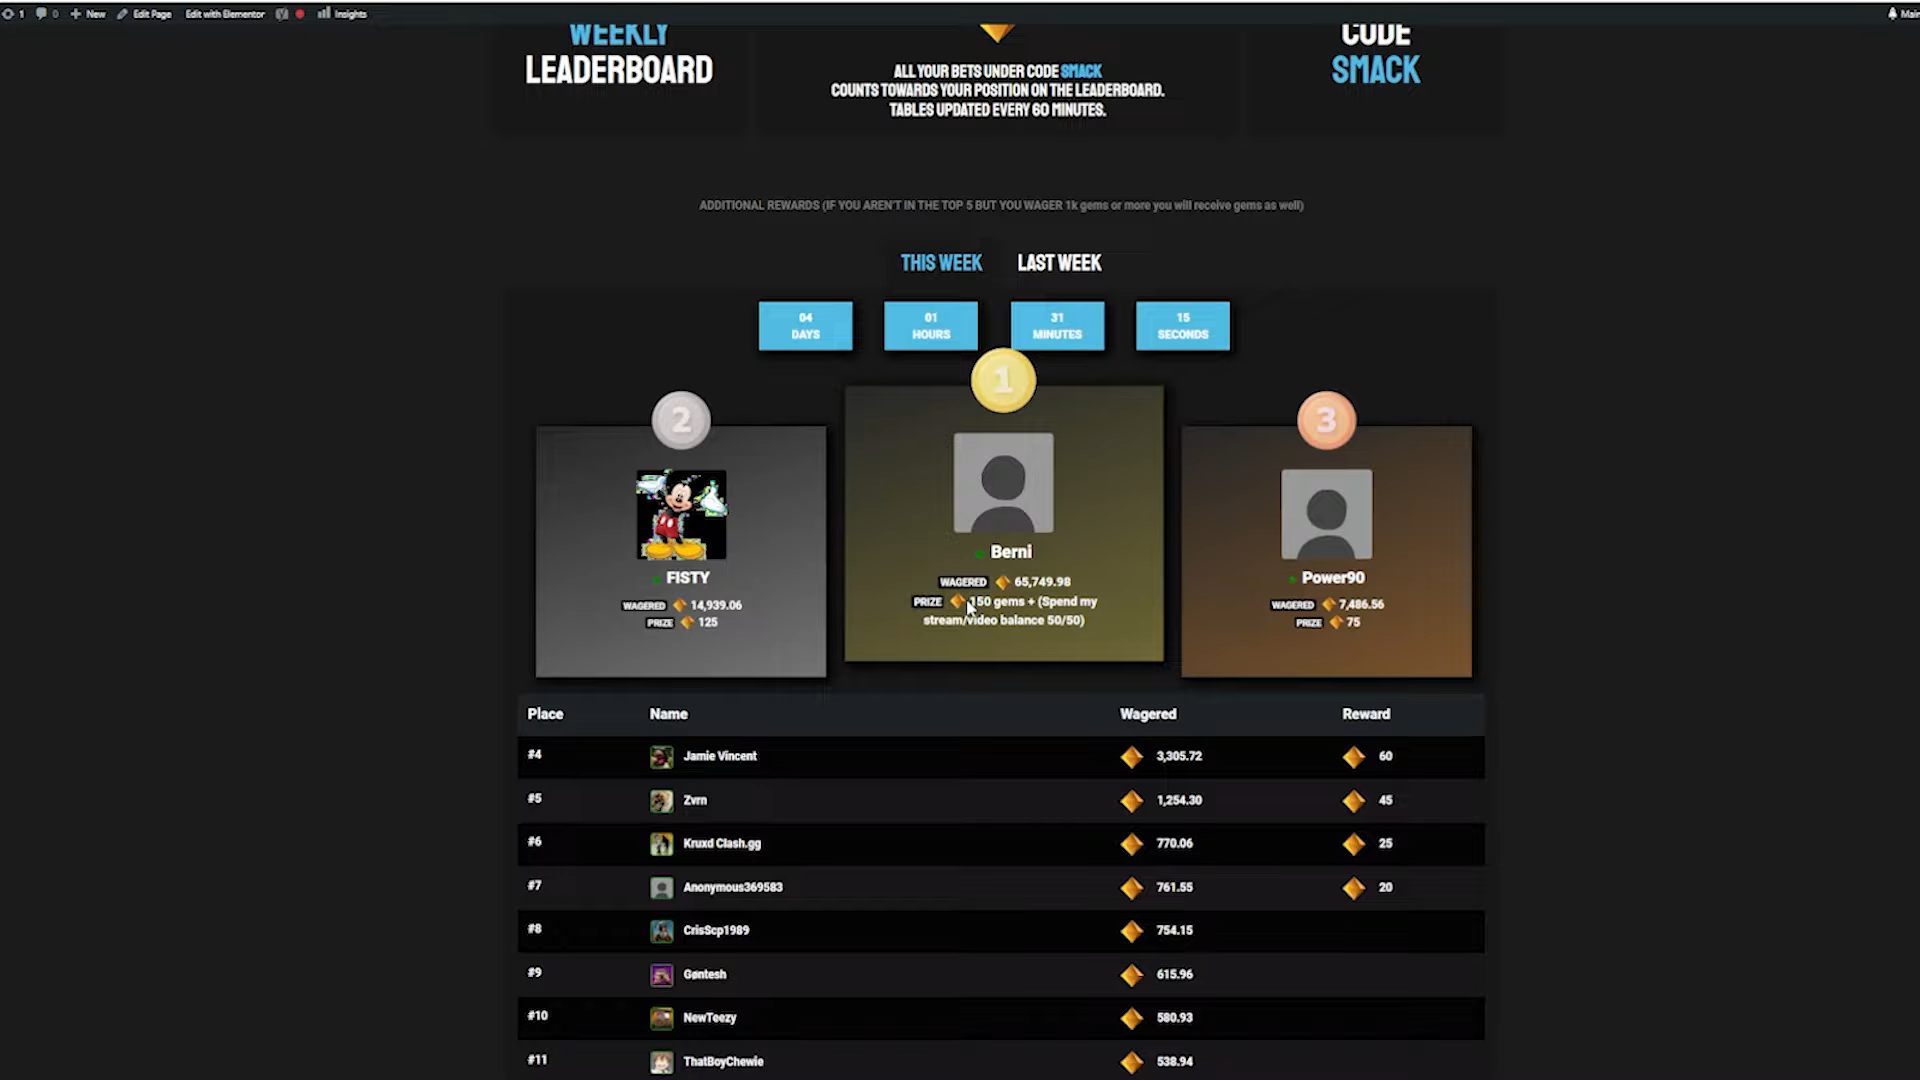 1 0 New Edit Page Edit with Elementor Insights
WEEKLY
LEADERBOARD
ALL YOUR BETS UNDER CODE SMACK
COUNTS TOWARDS YOUR POSITION ON THE LEADERBOARD.
TABLES UPDATED EVERY 60 MINUTES.
CODE
SMACK
ADDITIONAL REWARDS (IF YOU AREN'T IN THE TOP 5 BUT YOU WAGER 1k gems or more you will receive gems as well)
THIS WEEK LAST WEEK
04 01 31 15
DAYS HOURS MINUTES SECONDS
2
FISTY
WAGERED 14,939.06
PRIZE 125
1
Berni
WAGERED 65,749.98
PRIZE 150 gems + (Spend my
stream/video balance 50/50)
3
Power90
WAGERED 7,486.56
PRIZE 75
Place Name Wagered Reward
#4 Jamie Vincent 3,305.72 60
#5 Zvrn 1,254.30 45
#6 Kruxd Clash.gg 770.06 25
#7 Anonymous369583 761.55 20
#8 CrisScp1989 754.15
#9 Gøntesh 615.96
#10 NewTeezy 580.93
#11 ThatBoyChewie 538.94